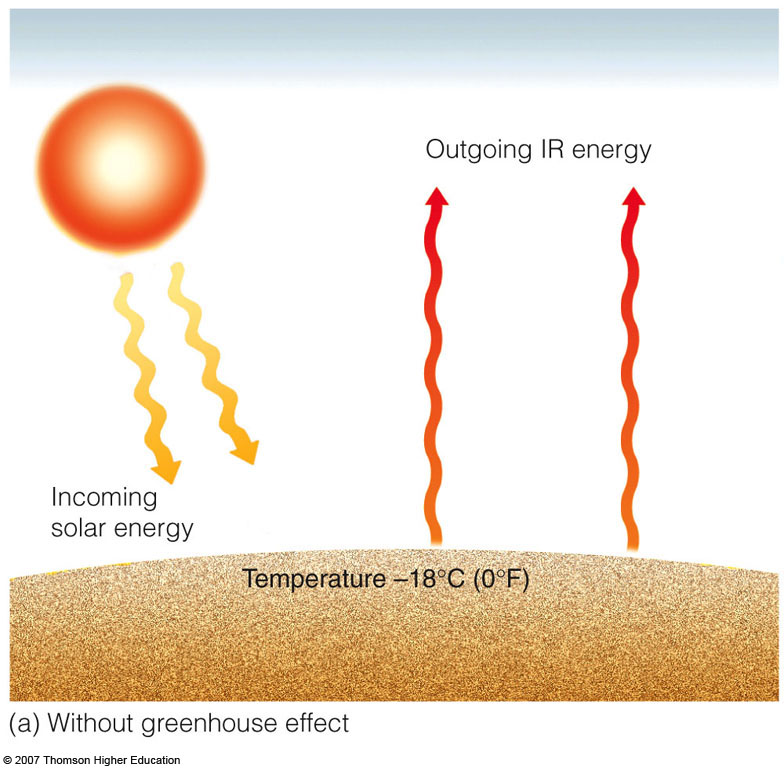 Outgoing IR energy
Incoming
solar energy
Temperature –18°C (0°F)
(a) Without greenhouse effect
© 2007 Thomson Higher Education